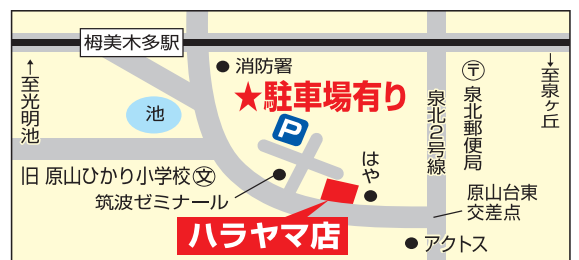 栂美木多駅
↑至光明池
消防署
★駐車場有り
〒泉北郵便局
↓至泉ヶ丘
池
P
泉北2号線
はや
旧 原山ひかり小学校 文
筑波ゼミナール
原山台東
交差点
ハラヤマ店
アクトス